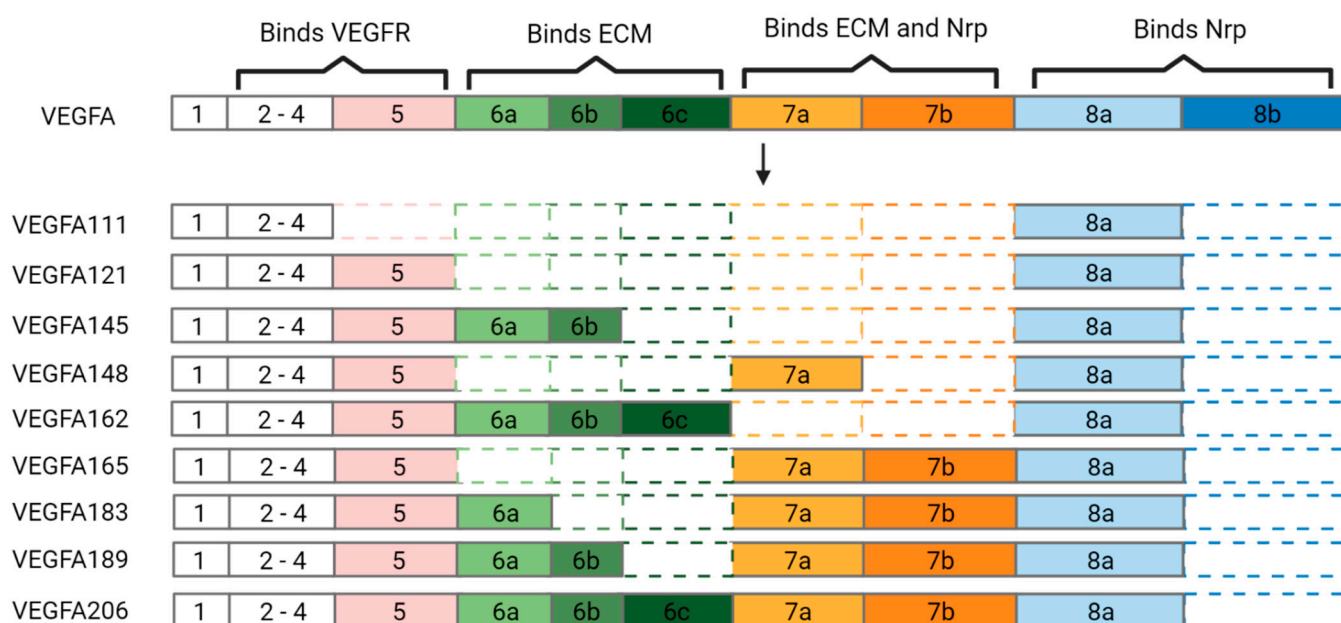 Binds VEGFR Binds ECM Binds ECM and Nrp Binds Nrp
VEGFA 1 2 - 4 5 6a 6b 6c 7a 7b 8a 8b
VEGFA111 1 2 - 4 8a
VEGFA121 1 2 - 4 5 8a
VEGFA145 1 2 - 4 5 6a 6b 8a
VEGFA148 1 2 - 4 5 7a 8a
VEGFA162 1 2 - 4 5 6a 6b 6c 8a
VEGFA165 1 2 - 4 5 7a 7b 8a
VEGFA183 1 2 - 4 5 6a 7a 7b 8a
VEGFA189 1 2 - 4 5 6a 6b 7a 7b 8a
VEGFA206 1 2 - 4 5 6a 6b 6c 7a 7b 8a